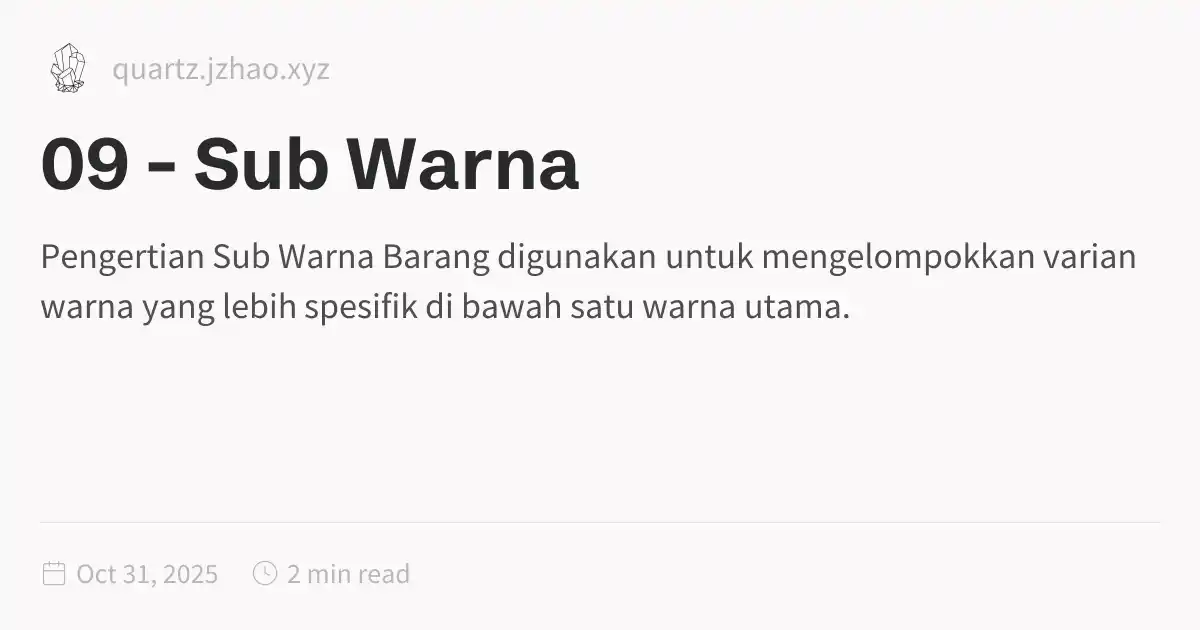 quartz.jzhao.xyz
09 - Sub Warna
Pengertian Sub Warna Barang digunakan untuk mengelompokkan varian
warna yang lebih spesifik di bawah satu warna utama.
Oct 31, 2025 2 min read